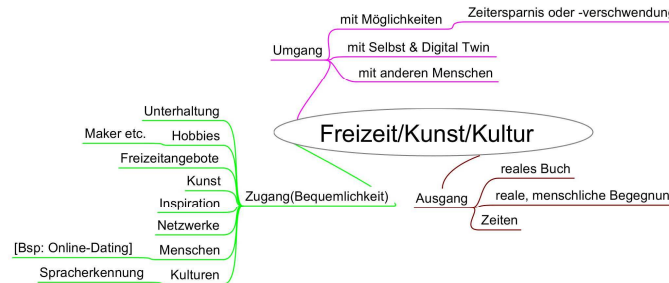 mit Möglichkeiten
Zeitersparnis oder -verschwendung
Umgang
mit Selbst & Digital Twin
mit anderen Menschen
Freizeit/Kunst/Kultur
Unterhaltung
Maker etc.
Hobbies
Freizeitangebote
Kunst
Zugang(Bequemlichkeit)
Inspiration
Netzwerke
[Bsp: Online-Dating]
Menschen
Spracherkennung
Kulturen
reales Buch
Ausgang
reale, menschliche Begegnun
Zeiten